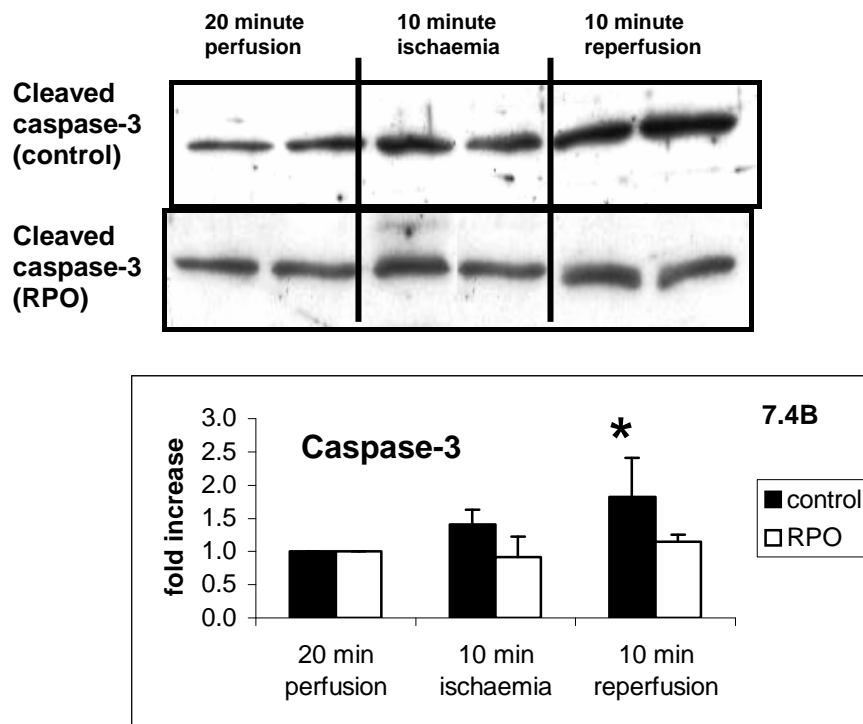 20 minute
perfusion
10 minute
ischaemia
10 minute
reperfusion
Cleaved
caspase-3
(control)
Cleaved
caspase-3
(RPO)
7.4B
Caspase-3
*
fold increase
3.0
2.5
2.0
1.5
1.0
0.5
0.0
control
RPO
20 min
perfusion
10 min
ischaemia
10 min
reperfusion